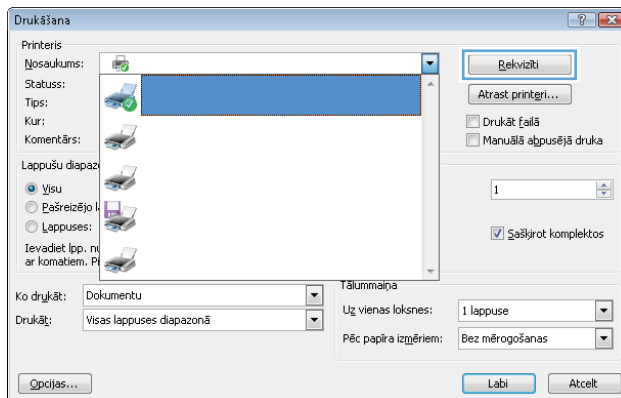 Drukāšana
Printeris
Nosaukums:
Rekvizīti
Statuss:
Atrast printeri...
Tips:
Kur:
Drukāt failā
Komentārs:
Manuālā abpusējā druka
Lappušu
Visu
1
Pašreizējo
Lappuses:
Sašķirot komplektos
Ievadiet lpp.
ar komatiem.
Tālummaiņa
Ko drukāt: Dokumentu
Uz vienas loksnes: 1 lappuse
Drukāt: Visas lappuses diapazonā
Pēc papīra izmēriem: Bez mērogošanas
Opcijas...
Labi
Atcelt